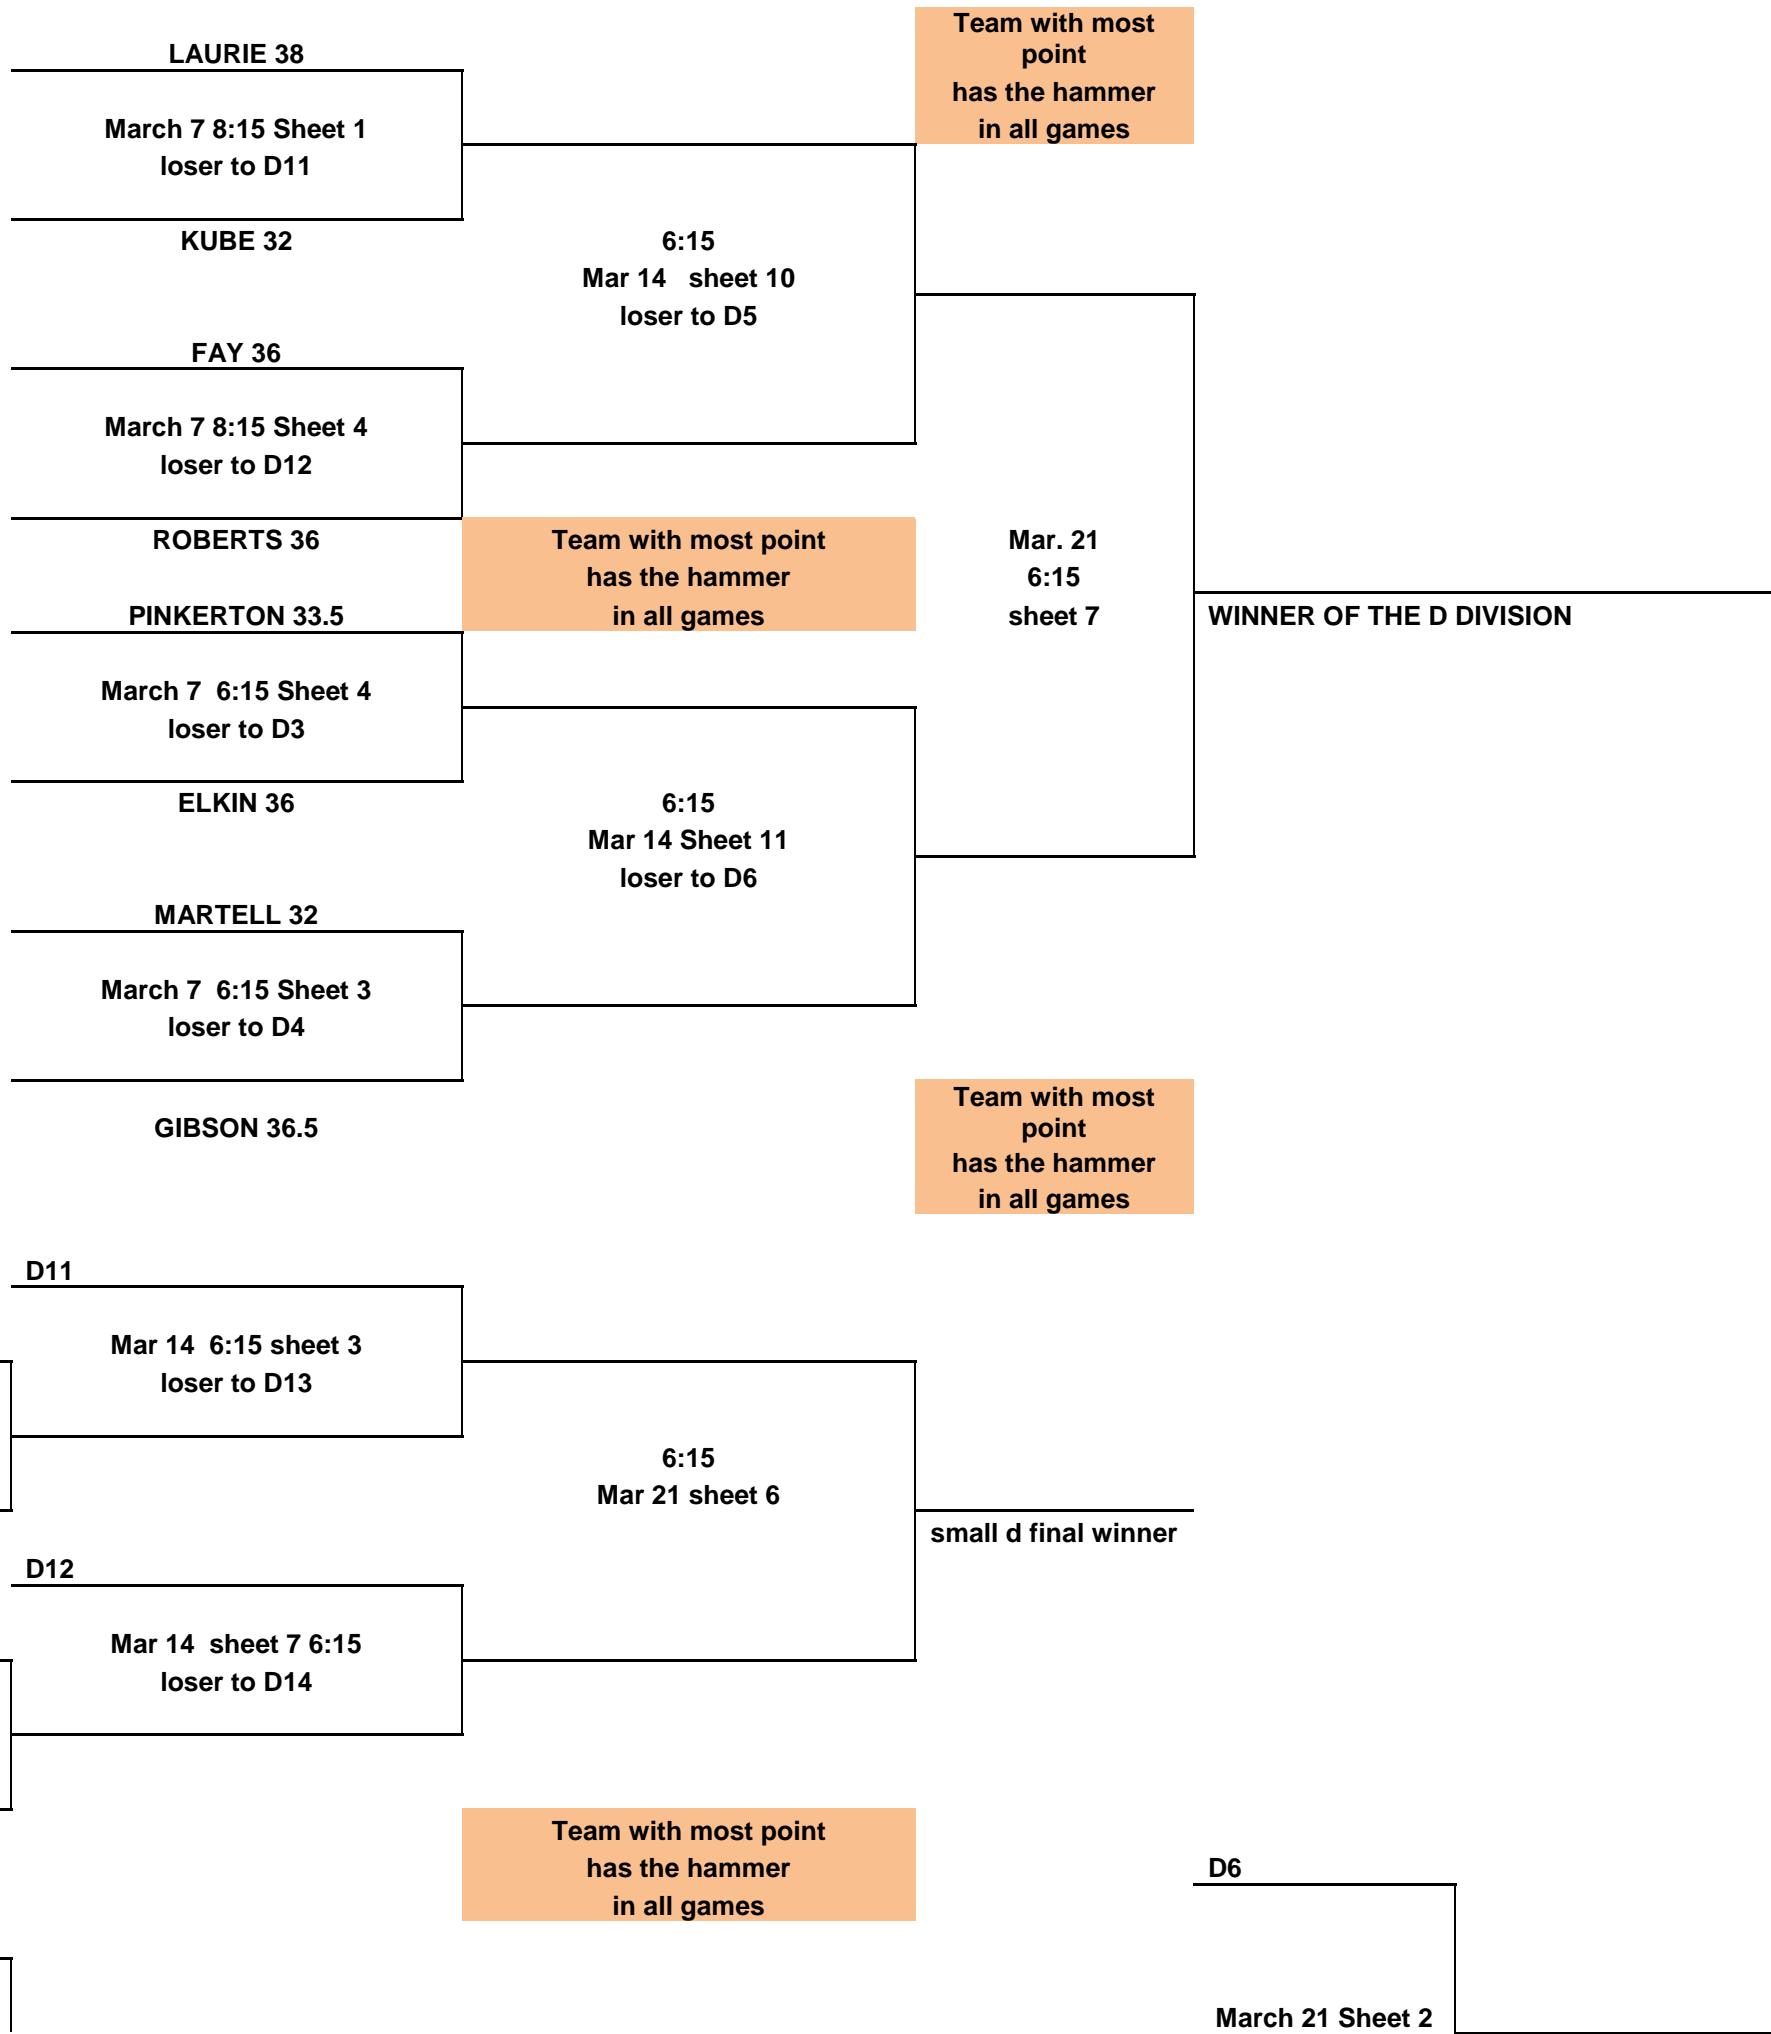 Team with most
point
has the hammer
in all games
LAURIE 38
March 7 8:15 Sheet 1
loser to D11
KUBE 32
6:15
Mar 14 sheet 10
loser to D5
FAY 36
March 7 8:15 Sheet 4
loser to D12
ROBERTS 36
Team with most point
has the hammer
in all games
Mar. 21
6:15
sheet 7
WINNER OF THE D DIVISION
PINKERTON 33.5
March 7 6:15 Sheet 4
loser to D3
ELKIN 36
6:15
Mar 14 Sheet 11
loser to D6
MARTELL 32
March 7 6:15 Sheet 3
loser to D4
GIBSON 36.5
Team with most
point
has the hammer
in all games
D11
Mar 14 6:15 sheet 3
loser to D13
6:15
Mar 21 sheet 6
small d final winner
D12
Mar 14 sheet 7 6:15
loser to D14
Team with most point
has the hammer
in all games
D6
March 21 Sheet 2